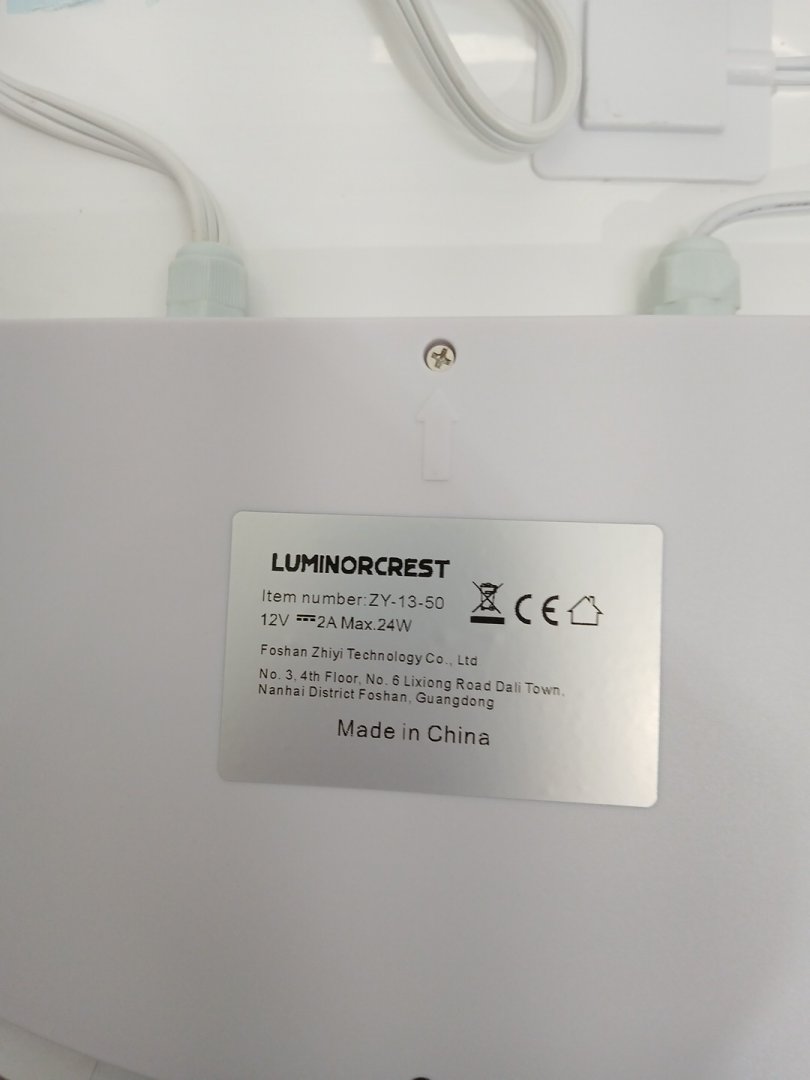 LUMINORCREST
Item number:ZY-13-50
12V ⎓2A Max.24W
CE
Foshan Zhiyi Technology Co., Ltd
No. 3, 4th Floor, No. 6 Lixiong Road Dali Town,
Nanhai District Foshan, Guangdong
Made in China